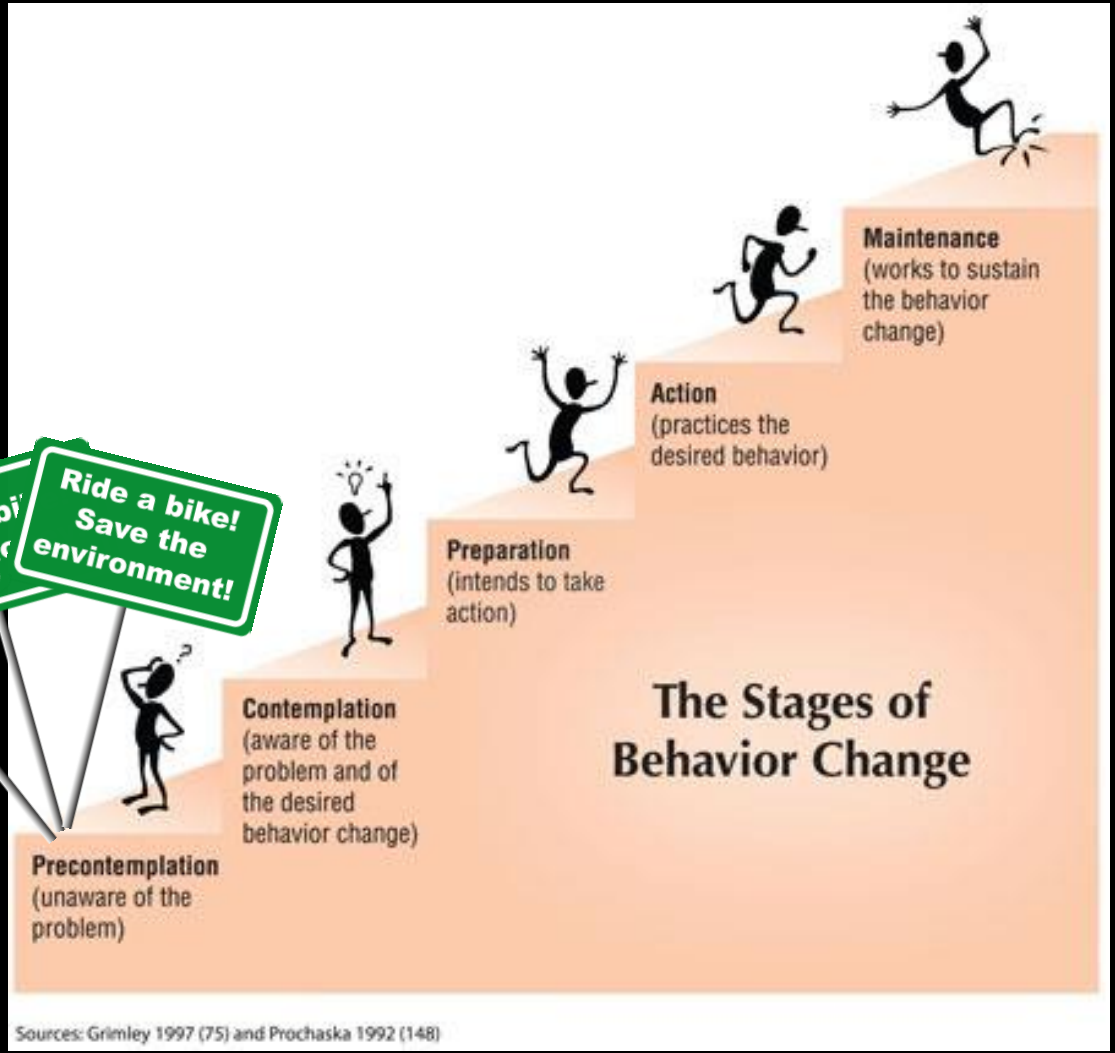 Ride a bike!
Save the
environment!
?
Maintenance
(works to sustain
the behavior
change)
Action
(practices the
desired behavior)
Preparation
(intends to take
action)
Contemplation
(aware of the
problem and of
the desired
behavior change)
Precontemplation
(unaware of the
problem)
The Stages of
Behavior Change
Sources: Grimley 1997 (75) and Prochaska 1992 (148)